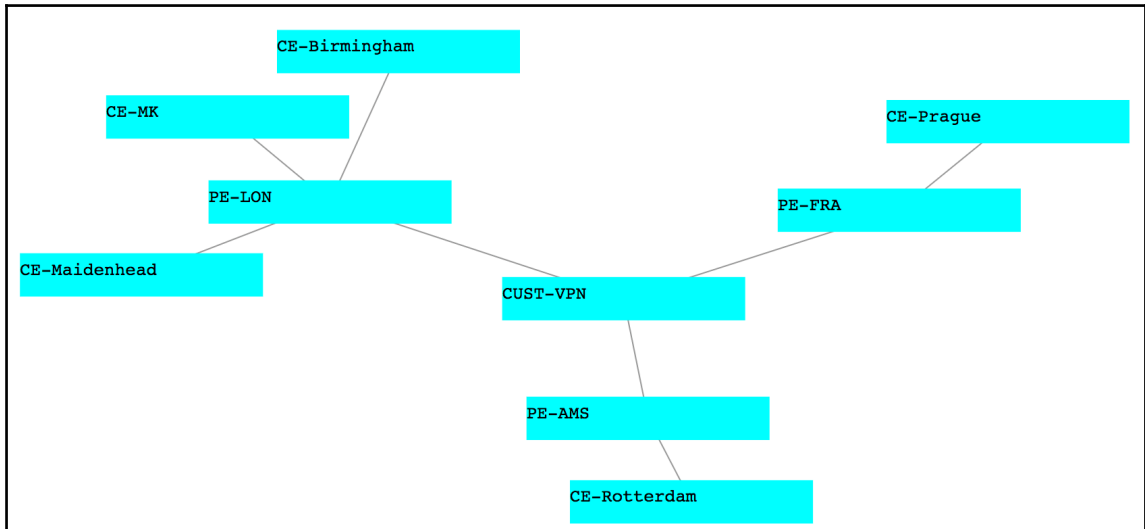 CE-Birmingham
CE-MK
CE-Prague
PE-LON
PE-FRA
CE-Maidenhead
CUST-VPN
PE-AMS
CE-Rotterdam